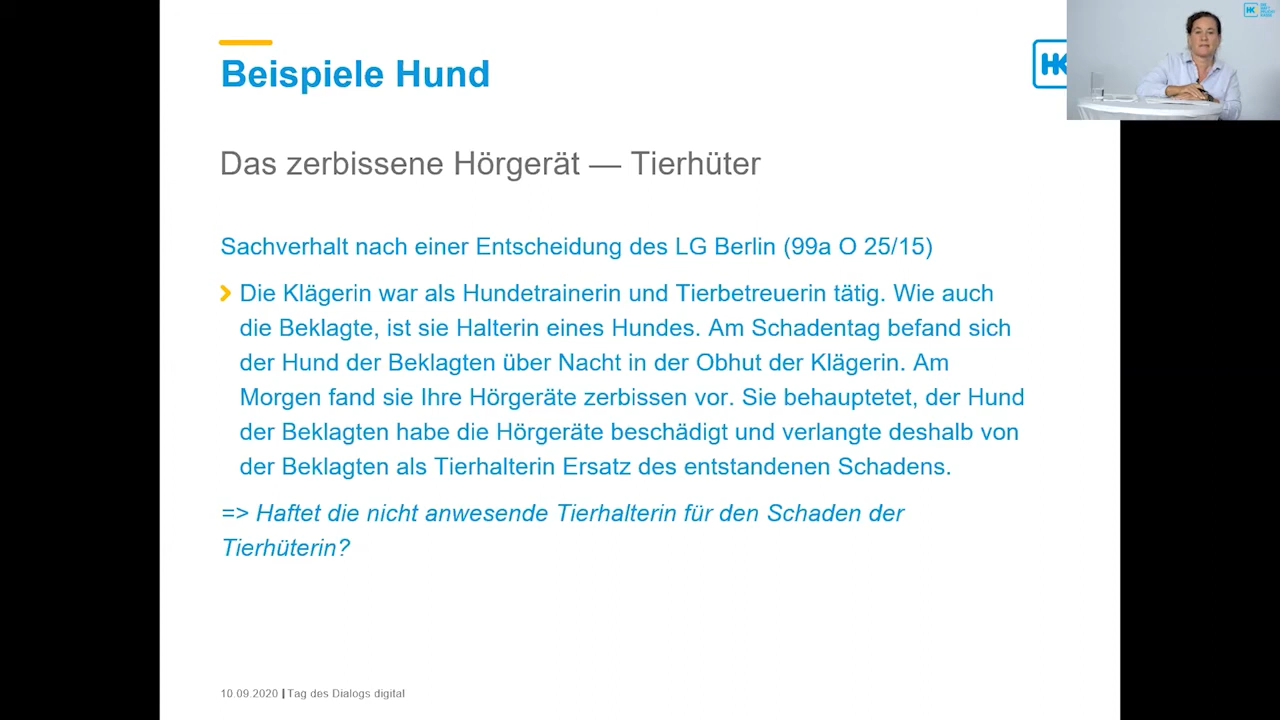 Beispiele Hund
HK
Das zerbissene Hörgerät — Tierhüter
Sachverhalt nach einer Entscheidung des LG Berlin (99a O 25/15)
Die Klägerin war als Hundetrainerin und Tierbetreuerin tätig. Wie auch
die Beklagte, ist sie Halterin eines Hundes. Am Schadentag befand sich
der Hund der Beklagten über Nacht in der Obhut der Klägerin. Am
Morgen fand sie Ihre Hörgeräte zerbissen vor. Sie behauptetet, der Hund
der Beklagten habe die Hörgeräte beschädigt und verlangte deshalb von
der Beklagten als Tierhalterin Ersatz des entstandenen Schadens.
=> Haftet die nicht anwesende Tierhalterin für den Schaden der
Tierhüterin?
10.09.2020 | Tag des Dialogs digital